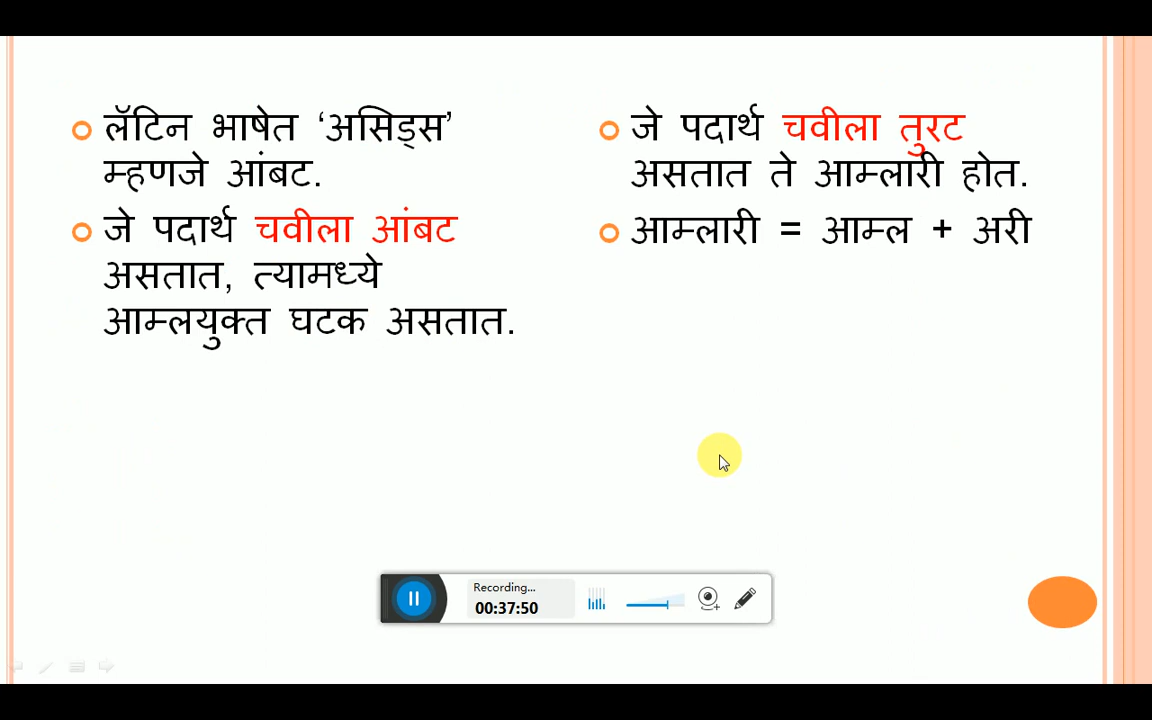 लॅटिन भाषेत ‘असिड्स’
म्हणजे आंबट.
जे पदार्थ चवीला आंबट
असतात, त्यामध्ये
आम्लयुक्त घटक असतात.
जे पदार्थ चवीला तुरट
असतात ते आम्लारी होत.
आम्लारी = आम्ल + अरी
Recording...
00:37:50